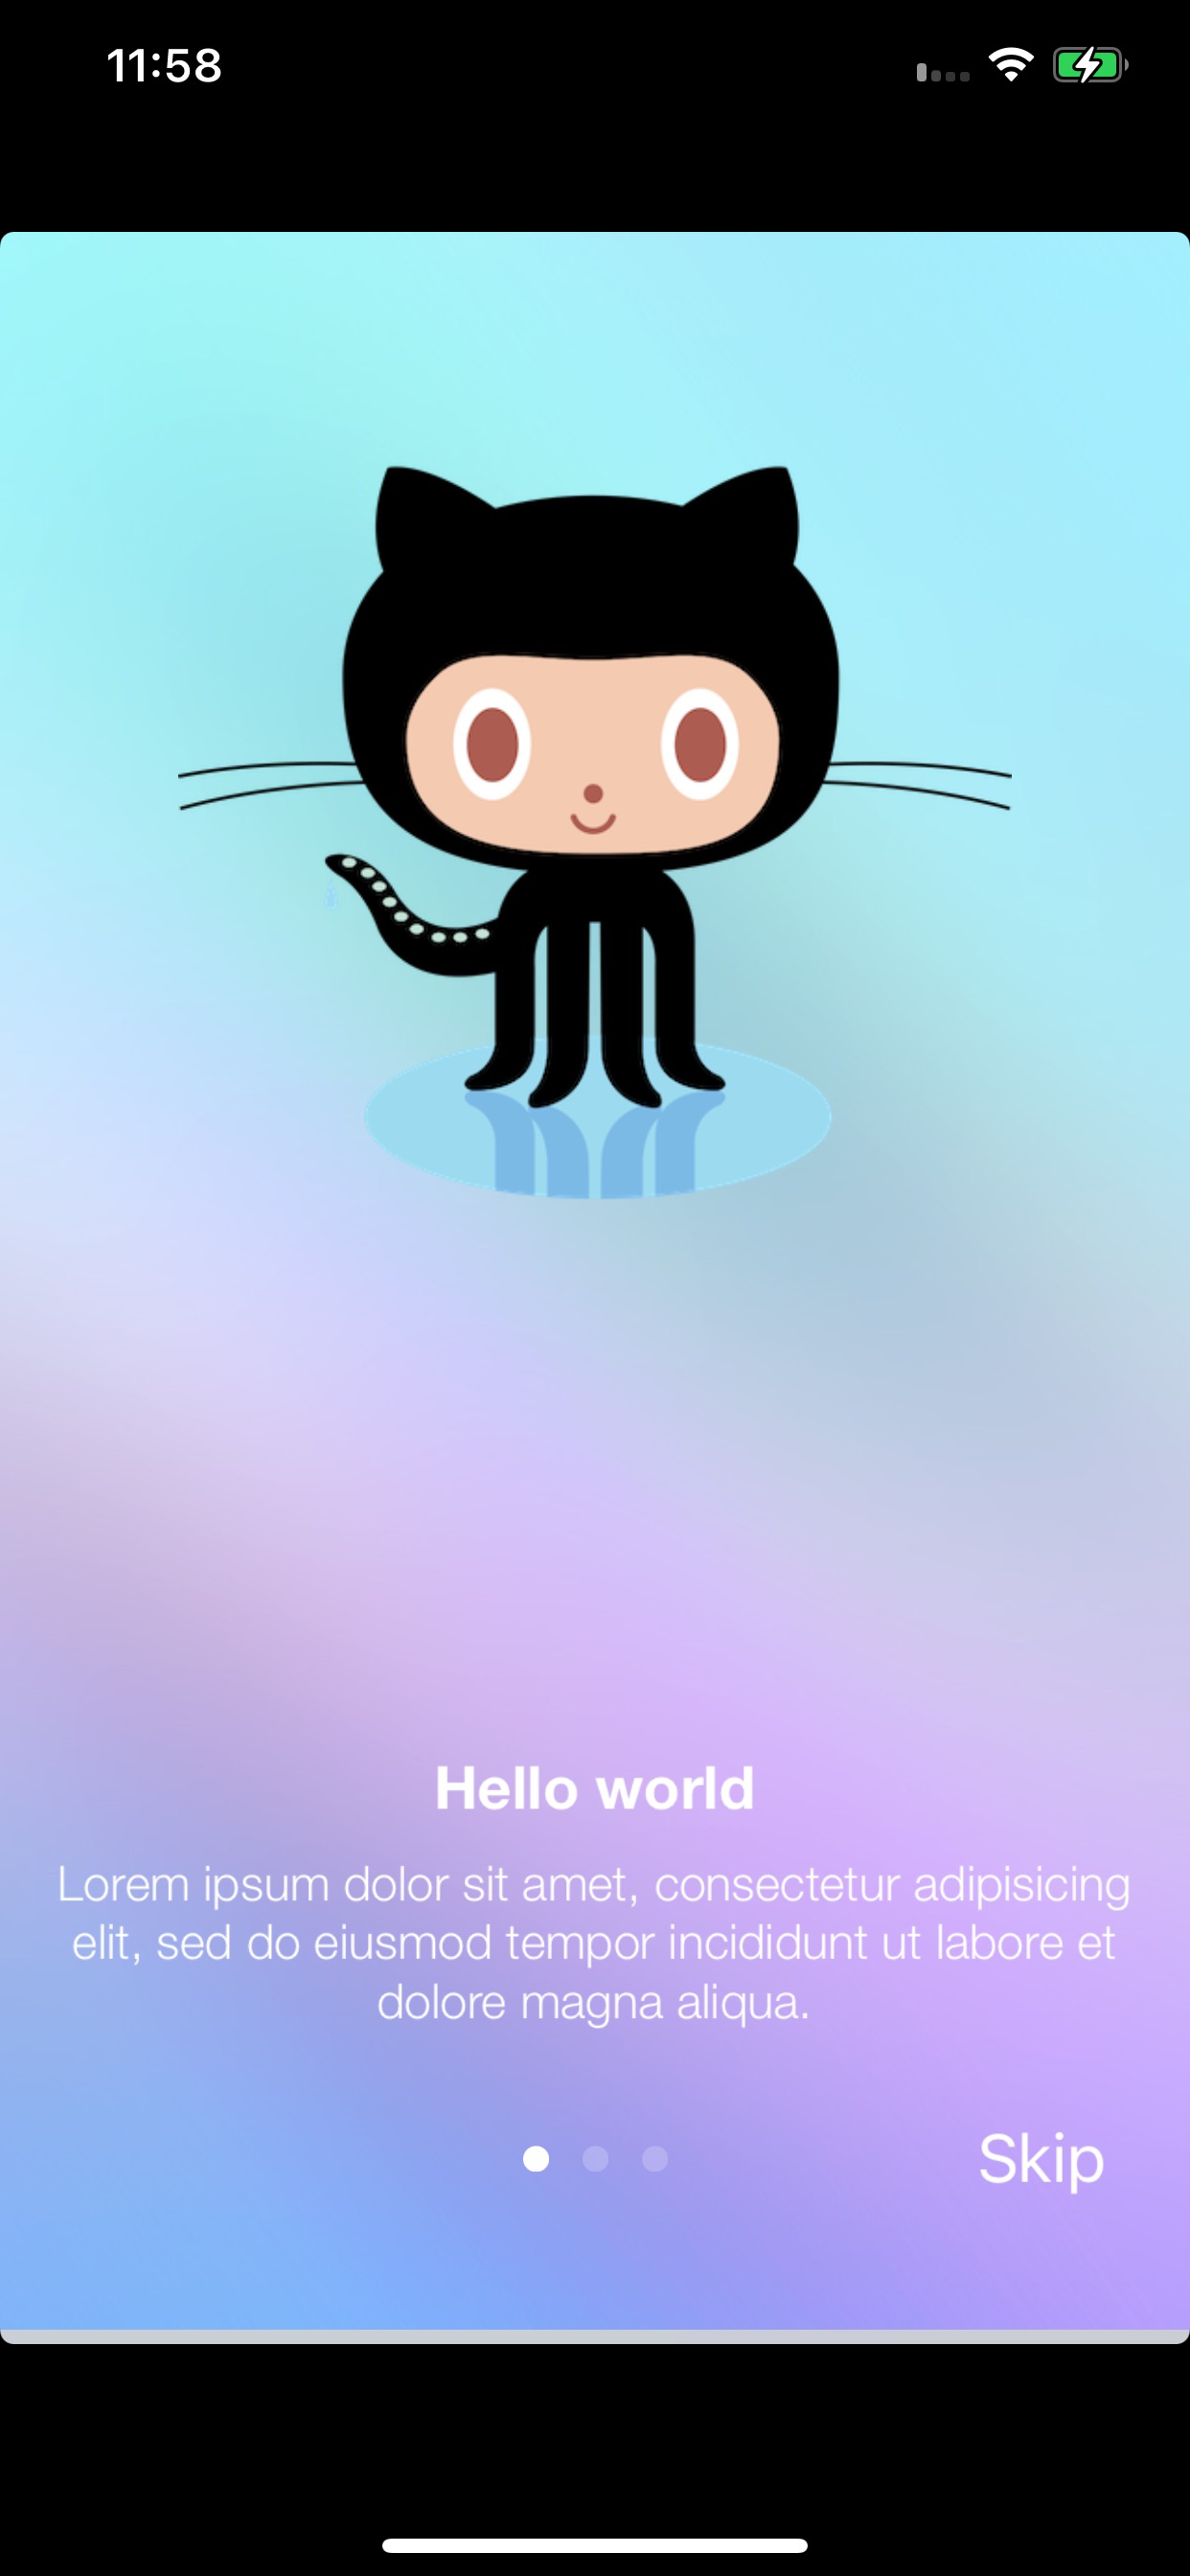 11:58
Hello world
Lorem ipsum dolor sit amet, consectetur adipisicing
elit, sed do eiusmod tempor incididunt ut labore et
dolore magna aliqua.
Skip